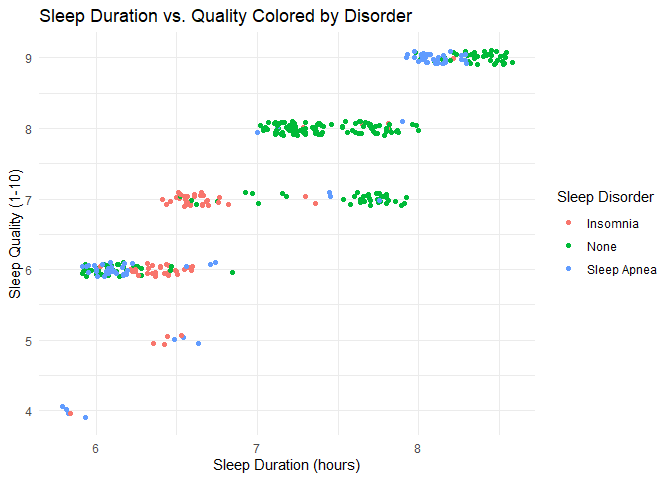 Sleep Duration vs. Quality Colored by Disorder
9
8
7
6
5
4
Sleep Quality (1-10)
6
7
8
Sleep Duration (hours)
Sleep Disorder
Insomnia
None
Sleep Apnea